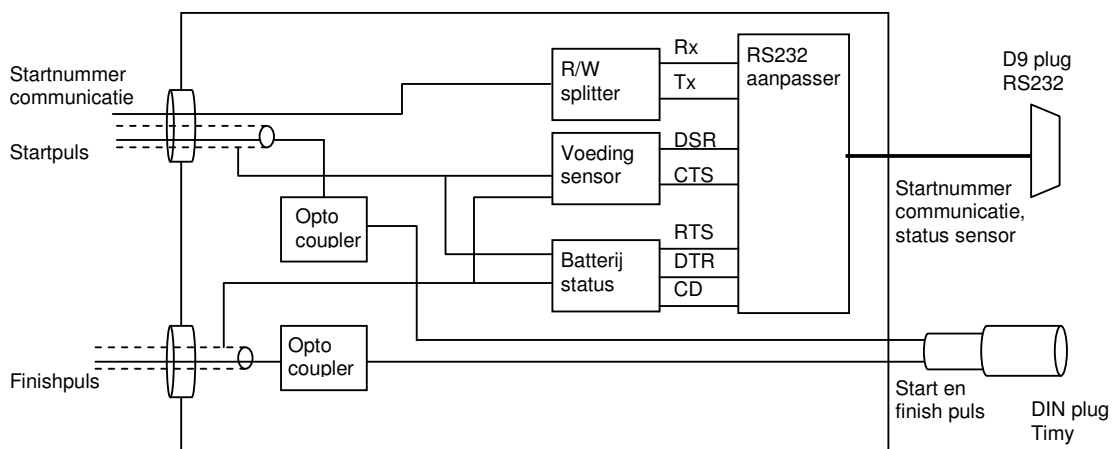 Startnummer
communicatie
Startpuls
Finishpuls
Opto
coupler
Opto
coupler
R/W
splitter
Voeding
sensor
Batterij
status
Rx
Tx
DSR
CTS
RTS
DTR
CD
RS232
aanpasser
D9 plug
RS232
Startnummer
communicatie,
status sensor
Start en
finish puls
DIN plug
Timy